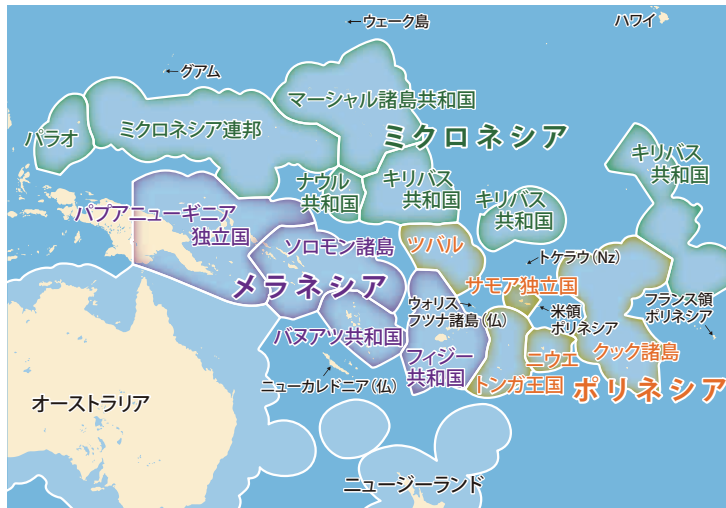 ←ウェーク島
ハワイ
←グアム
マーシャル諸島共和国
ミクロネシア連邦
パラオ
ミクロネシア
キリバス
共和国
ナウル
共和国
キリバス
共和国
キリバス
共和国
パプアニューギニア
独立国
ソロモン諸島
ツバル
トケラウ(Nz)
メラネシア
サモア独立国
ウォリス
フツナ諸島(仏)
米領
ポリネシア
フランス領
ポリネシア
バヌアツ共和国
フィジー
共和国
ニウエ
クック諸島
ニューカレドニア(仏)
トンガ王国
ポリネシア
オーストラリア
ニュージーランド